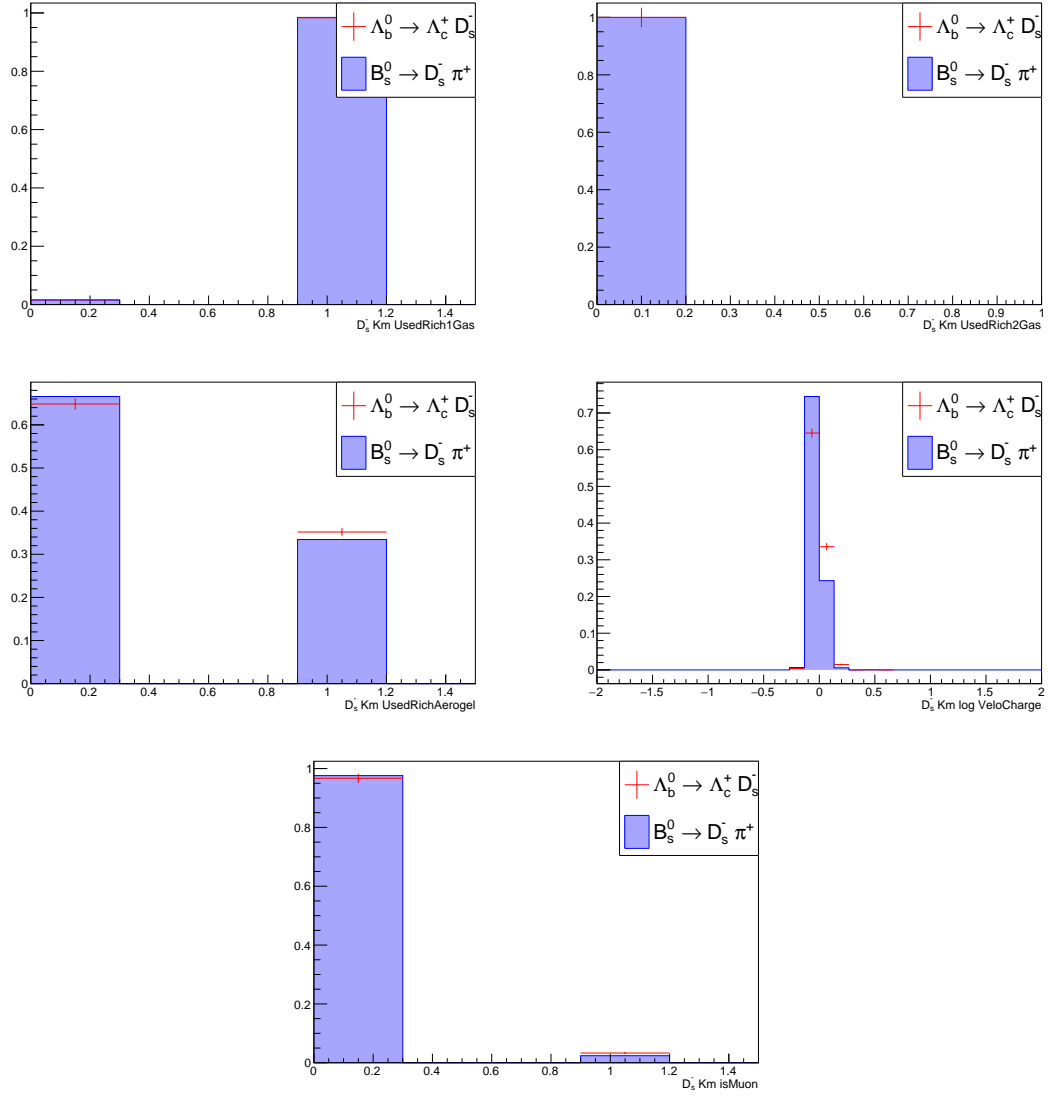 1
0.8
0.6
0.4
0.2
0
0 0.2 0.4 0.6 0.8 1 1.2 1.4
D_s^- Km UsedRich1Gas
Λ_b^0 → Λ_c^+ D_s^-
B_s^0 → D_s^- π^+
1
0.8
0.6
0.4
0.2
0
0 0.1 0.2 0.3 0.4 0.5 0.6 0.7 0.8 0.9 1
D_s^- Km UsedRich2Gas
Λ_b^0 → Λ_c^+ D_s^-
B_s^0 → D_s^- π^+
0.6
0.5
0.4
0.3
0.2
0.1
0
0 0.2 0.4 0.6 0.8 1 1.2 1.4
D_s^- Km UsedRichAerogel
Λ_b^0 → Λ_c^+ D_s^-
B_s^0 → D_s^- π^+
0.7
0.6
0.5
0.4
0.3
0.2
0.1
0
−2 −1.5 −1 −0.5 0 0.5 1 1.5 2
D_s^- Km log VeloCharge
Λ_b^0 → Λ_c^+ D_s^-
B_s^0 → D_s^- π^+
1
0.8
0.6
0.4
0.2
0
0 0.2 0.4 0.6 0.8 1 1.2 1.4
D_s^- Km isMuon
Λ_b^0 → Λ_c^+ D_s^-
B_s^0 → D_s^- π^+